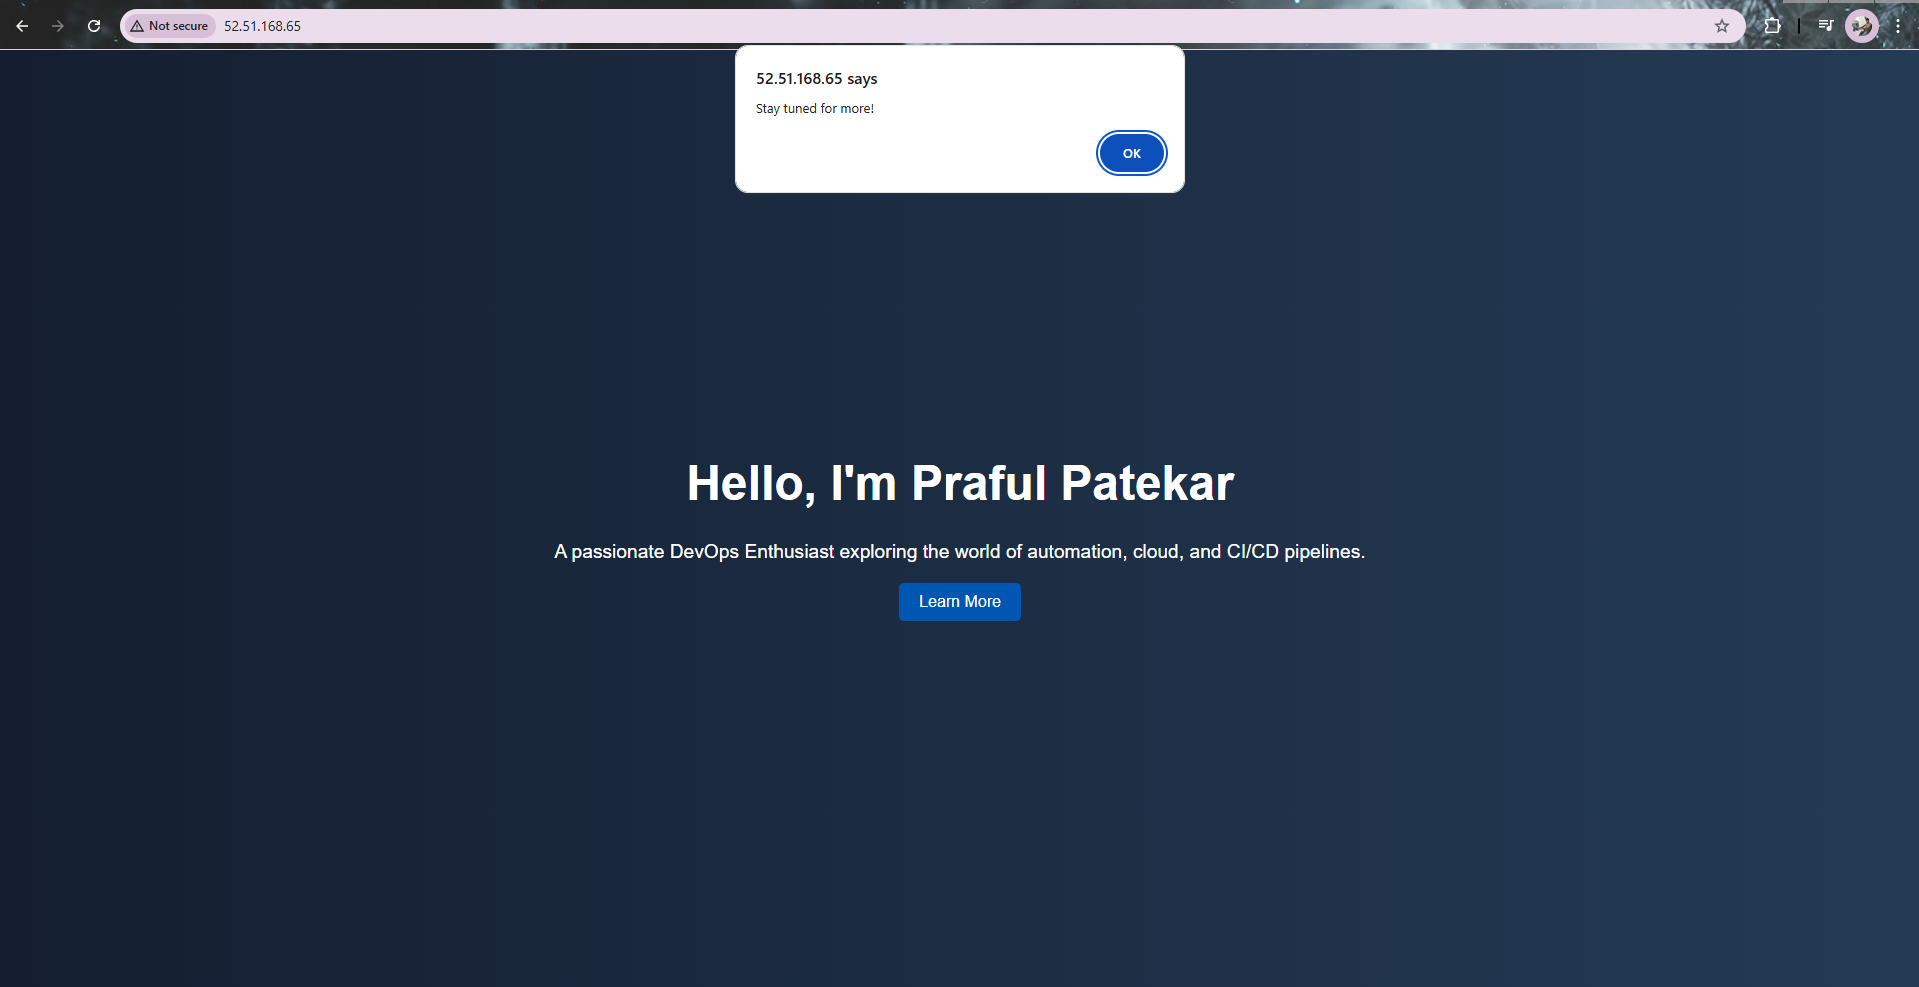 Not secure 52.51.168.65
52.51.168.65 says
Stay tuned for more!
OK
Hello, I'm Praful Patekar
A passionate DevOps Enthusiast exploring the world of automation, cloud, and CI/CD pipelines.
Learn More